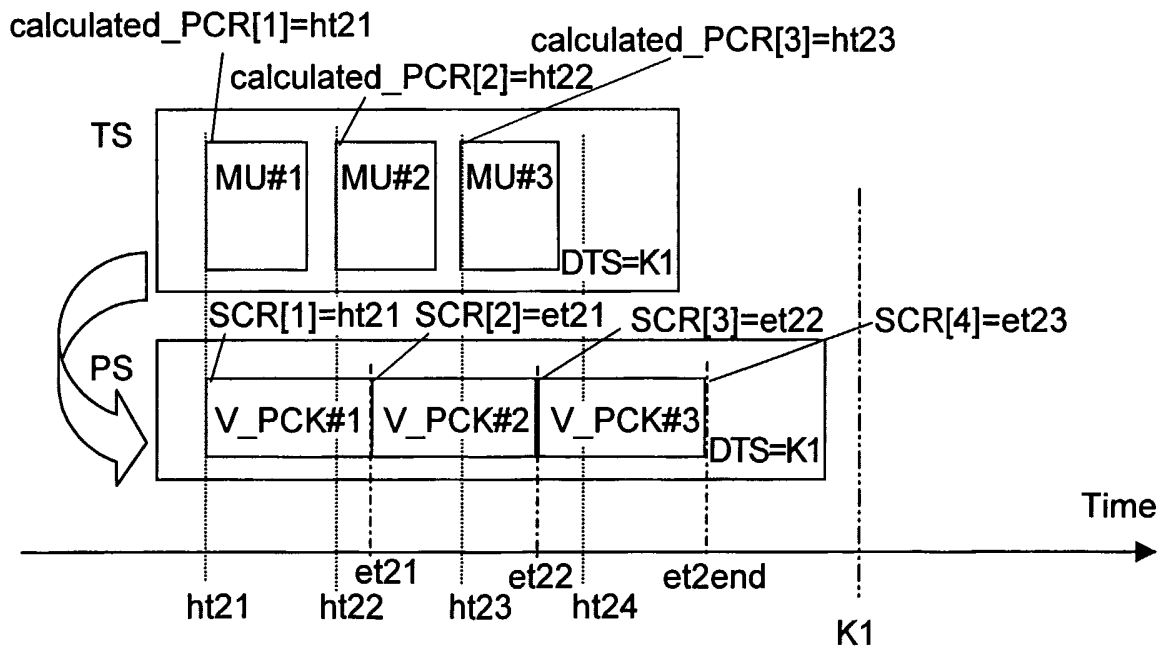 calculated_PCR[1]=ht21
calculated_PCR[3]=ht23
calculated_PCR[2]=ht22
TS
MU#1
MU#2
MU#3
DTS=K1
SCR[1]=ht21
SCR[2]=et21
SCR[3]=et22
SCR[4]=et23
PS
V_PCK#1
V_PCK#2
V_PCK#3
DTS=K1
Time
et21
et22
et2end
ht21
ht22
ht23
ht24
K1